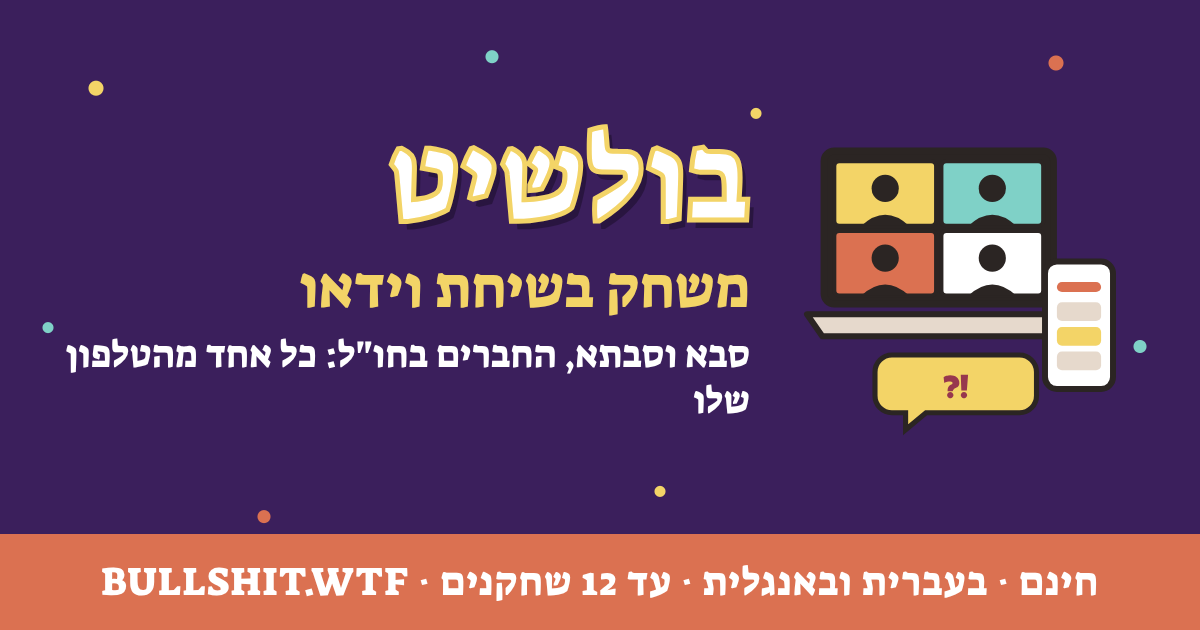 בולשיט
משחק בשיחת וידאו
סבא וסבתא, החברים בחו"ל: כל אחד מהטלפון
שלו
?!
חינם · בעברית ובאנגלית · עד 12 שחקנים · BULLSHIT.WTF